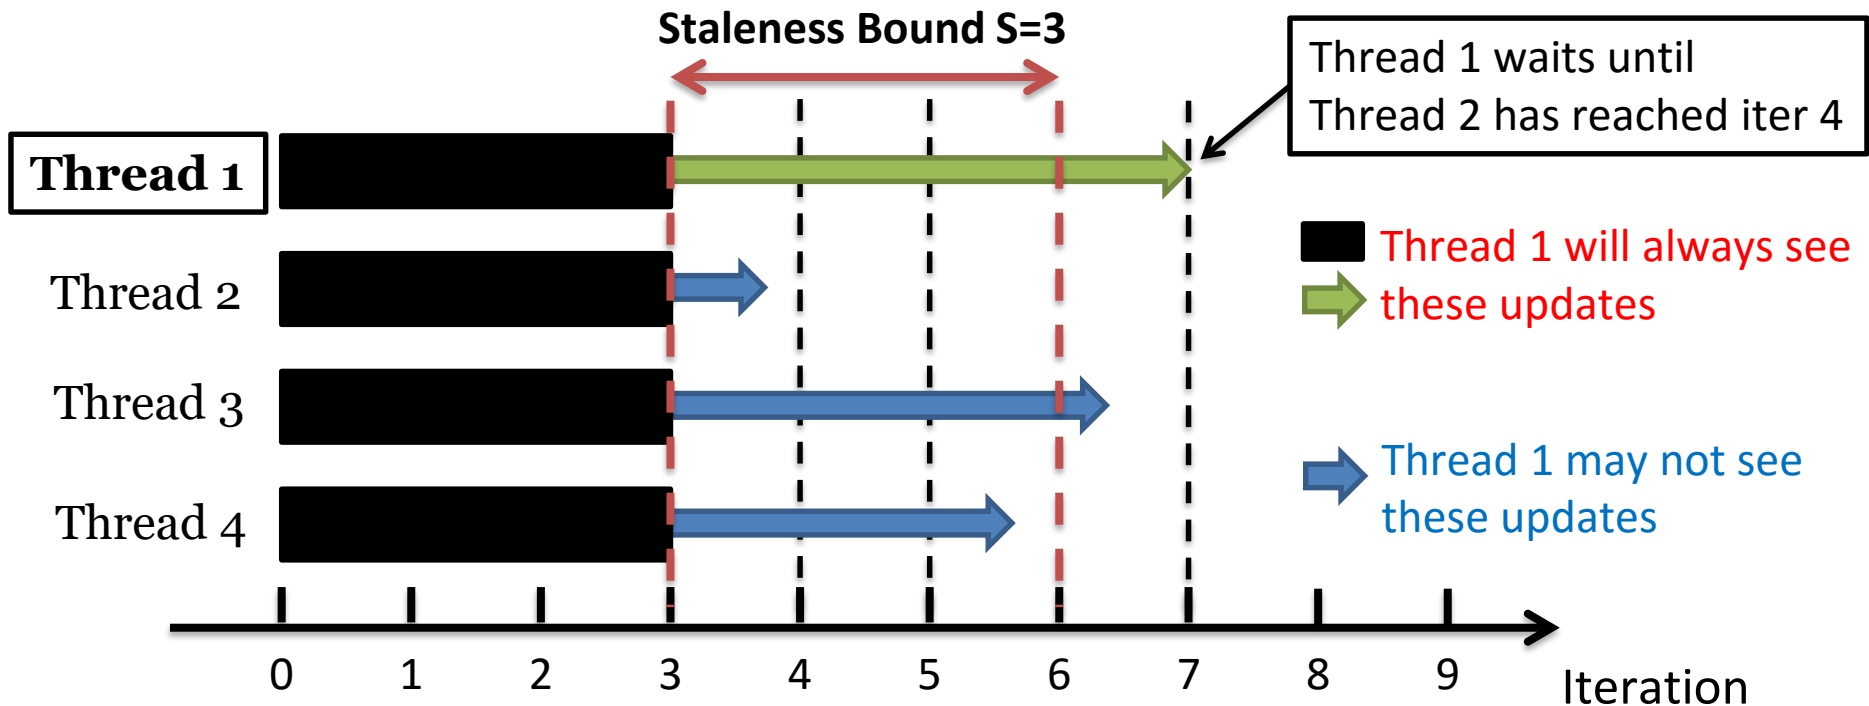 Staleness Bound S=3
Thread 1 waits until
Thread 2 has reached iter 4
Thread 1
Thread 2
Thread 3
Thread 4
Thread 1 will always see
these updates
Thread 1 may not see
these updates
0 1 2 3 4 5 6 7 8 9
Iteration